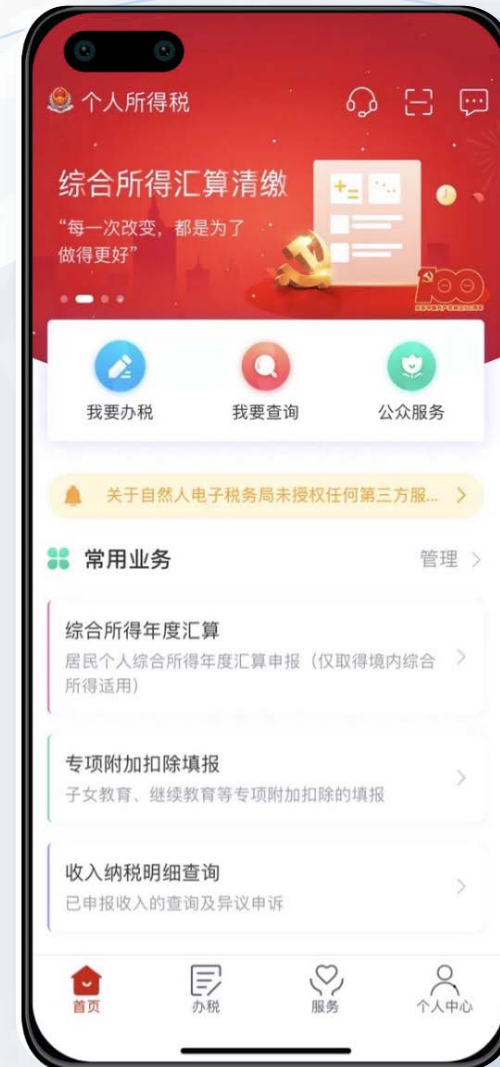 个人所得税
综合所得汇算清缴
“每一次改变，都是为了
做得更好”
100
我要办税
我要查询
公众服务
关于自然人电子税务局未授权任何第三方服...
常用业务
管理
综合所得年度汇算
居民个人综合所得年度汇算申报（仅取得境内综合
所得适用）
专项附加扣除填报
子女教育、继续教育等专项附加扣除的填报
收入纳税明细查询
已申报收入的查询及异议申诉
首页
办税
服务
个人中心